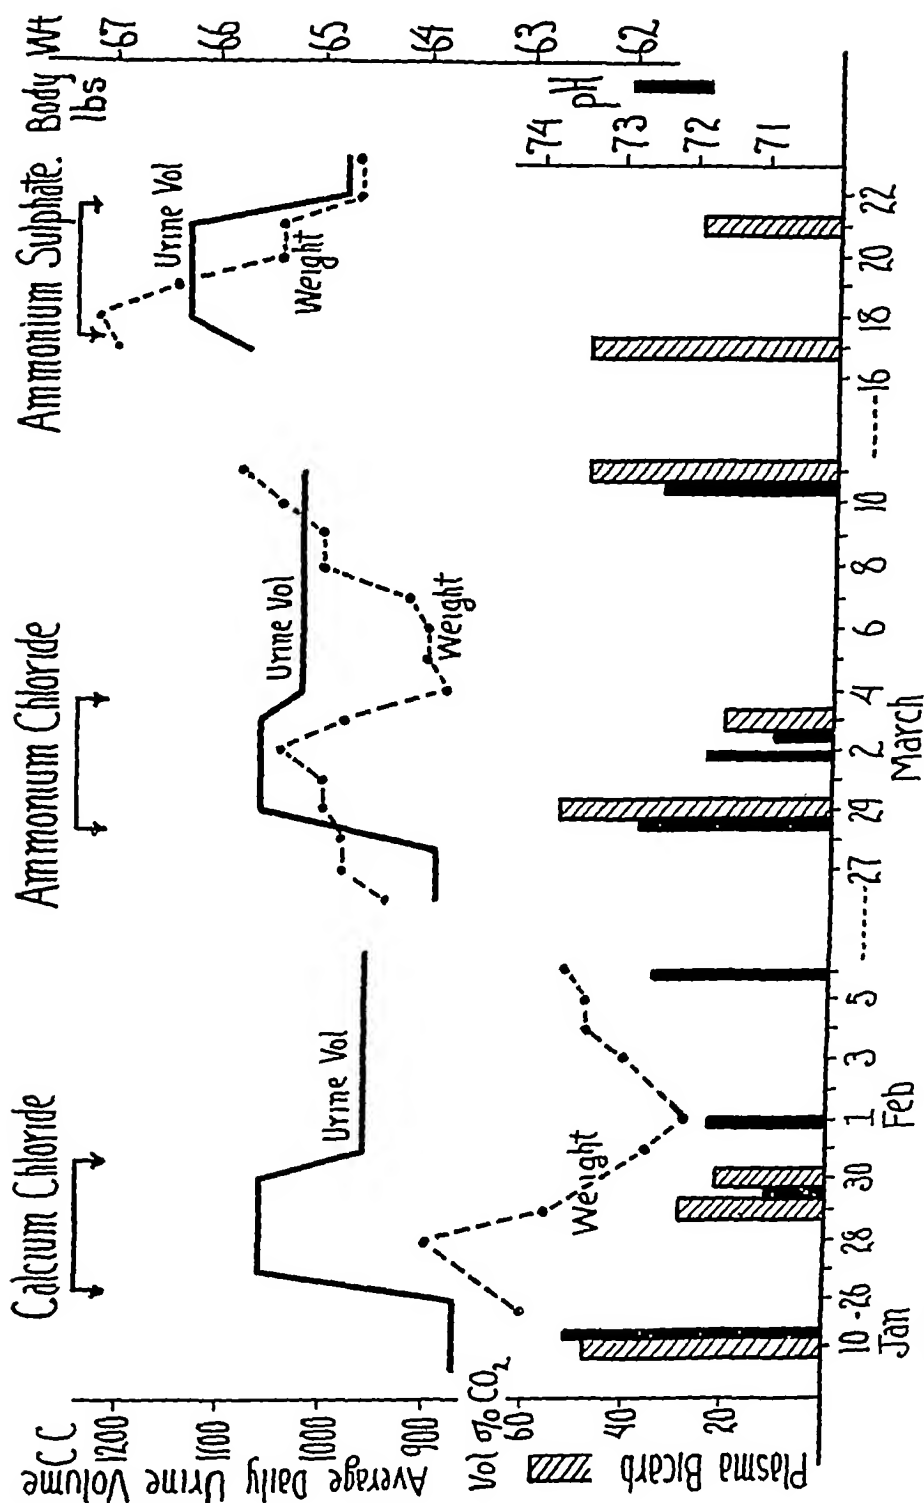 Calcium Chloride
Ammonium Chloride
Ammonium Sulphate.
Body Wt
lbs
C C
1200
1100
1000
900
Average Daily Urine Volume
Urine Vol
Urine Vol
Urine Vol
Weight
Weight
Weight
67
66
65
64
63
62
Vol % CO2
60
40
20
Plasma Bicarb
pH
74
73
72
71
10 -26 28 30 1 3 5 -----27 29 2 4 6 8 10 -----16 18 20 22
Jan Feb March